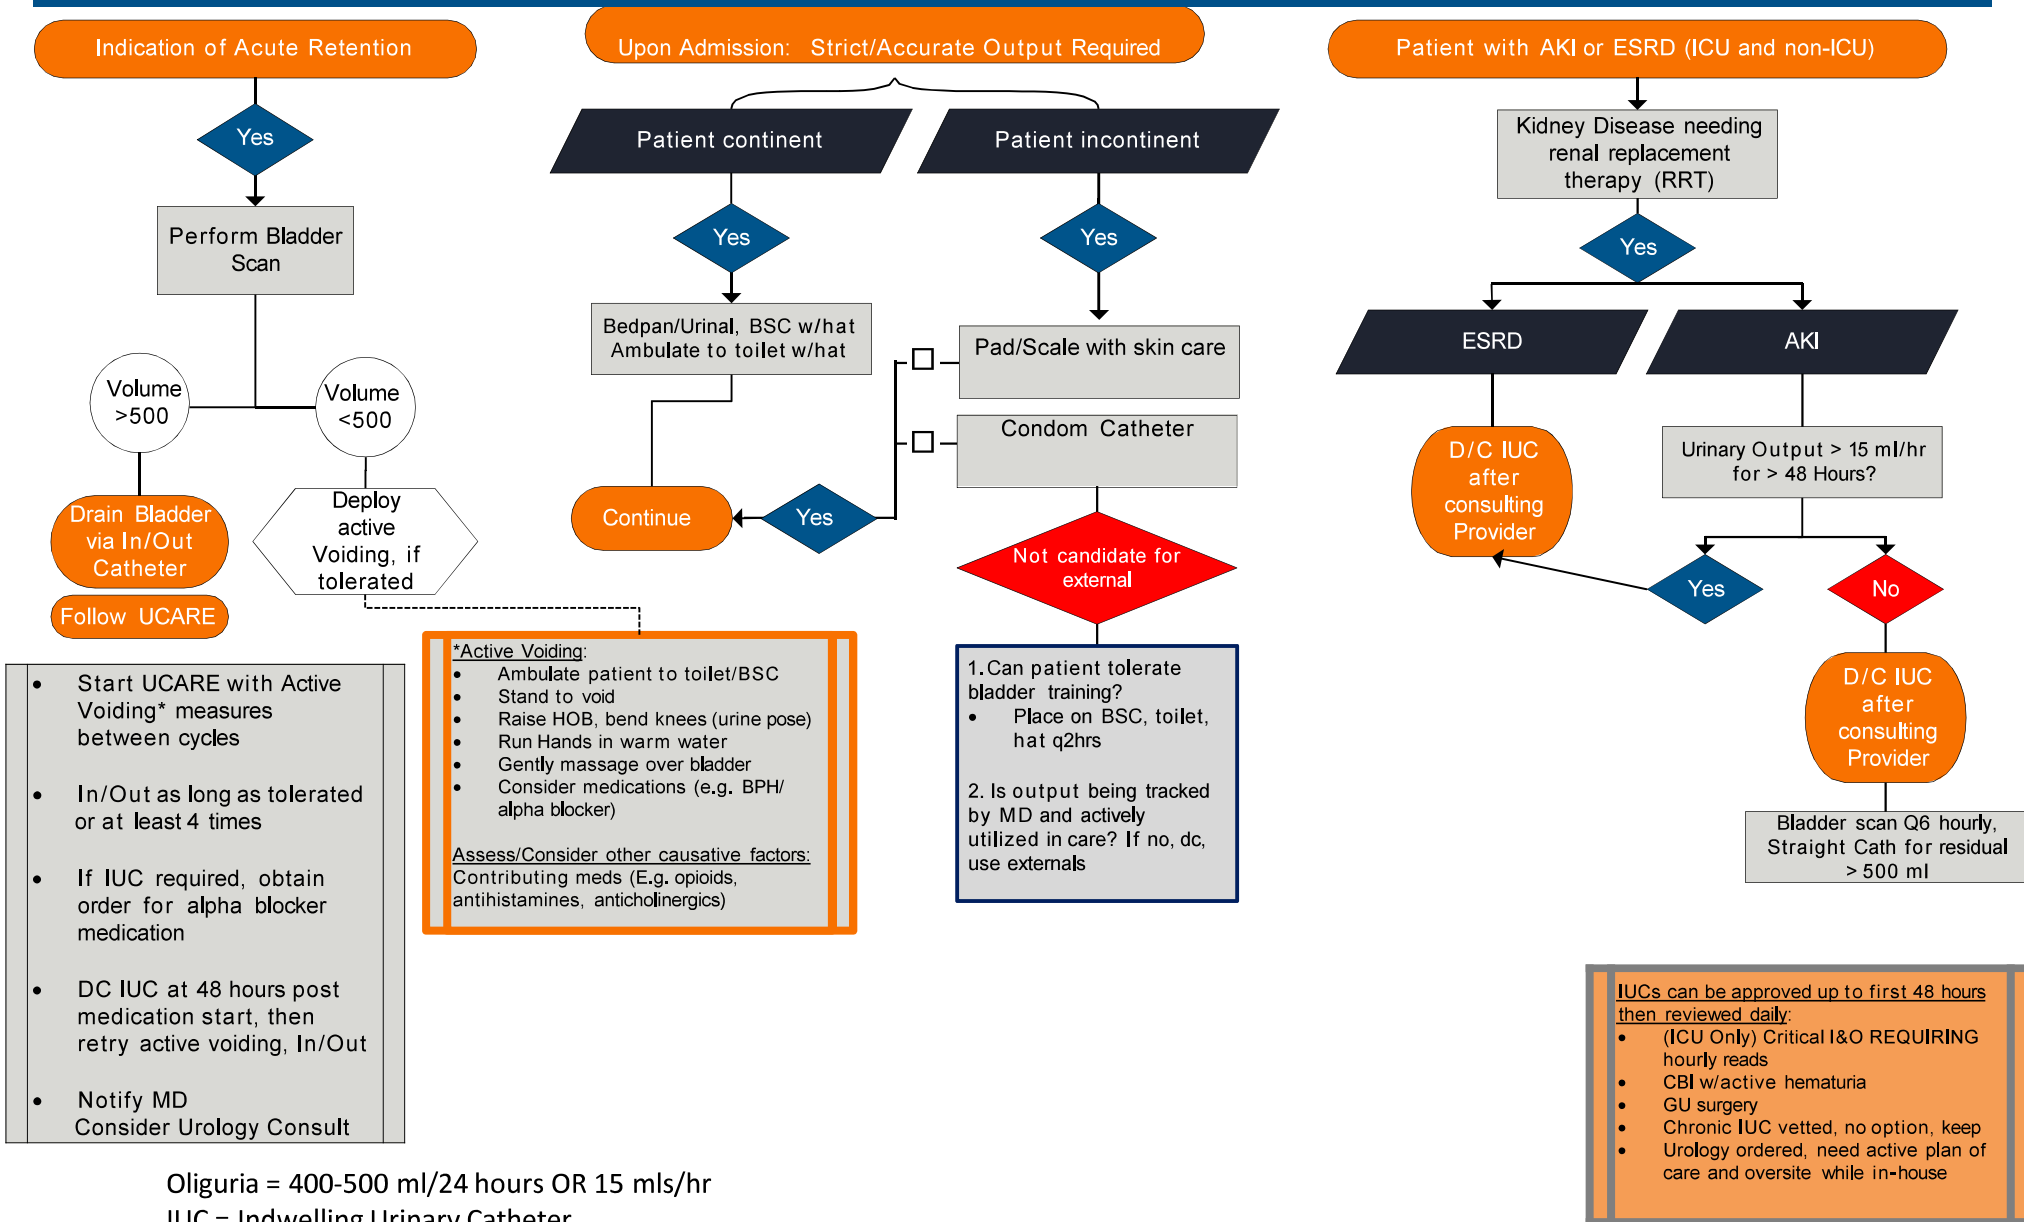 Indication of Acute Retention
Yes
Perform Bladder
Scan
Volume
>500
Volume
<500
Drain Bladder
via In/Out
Catheter
Follow UCARE
Deploy
active
Voiding, if
tolerated
• Start UCARE with Active
Voiding* measures
between cycles
• In/Out as long as tolerated
or at least 4 times
• If IUC required, obtain
order for alpha blocker
medication
• DC IUC at 48 hours post
medication start, then
retry active voiding, In/Out
• Notify MD
Consider Urology Consult
*Active Voiding:
• Ambulate patient to toilet/BSC
• Stand to void
• Raise HOB, bend knees (urine pose)
• Run Hands in warm water
• Gently massage over bladder
• Consider medications (e.g. BPH/
alpha blocker)
Assess/Consider other causative factors:
Contributing meds (E.g. opioids,
antihistamines, anticholinergics)
Upon Admission: Strict/Accurate Output Required
Patient continent
Patient incontinent
Yes
Yes
Bedpan/Urinal, BSC w/hat
Ambulate to toilet w/hat
Pad/Scale with skin care
Condom Catheter
Continue
Yes
Not candidate for
external
1. Can patient tolerate
bladder training?
• Place on BSC, toilet,
hat q2hrs
2. Is output being tracked
by MD and actively
utilized in care? If no, dc,
use externals
Patient with AKI or ESRD (ICU and non-ICU)
Kidney Disease needing
renal replacement
therapy (RRT)
Yes
ESRD
AKI
D/C IUC
after
consulting
Provider
Urinary Output > 15 ml/hr
for > 48 Hours?
Yes
No
D/C IUC
after
consulting
Provider
Bladder scan Q6 hourly,
Straight Cath for residual
> 500 ml
IUCs can be approved up to first 48 hours
then reviewed daily:
• (ICU Only) Critical I&O REQUIRING
hourly reads
• CBI w/active hematuria
• GU surgery
• Chronic IUC vetted, no option, keep
• Urology ordered, need active plan of
care and oversite while in-house
Oliguria = 400-500 ml/24 hours OR 15 mls/hr
IUC = Indwelling Urinary Catheter